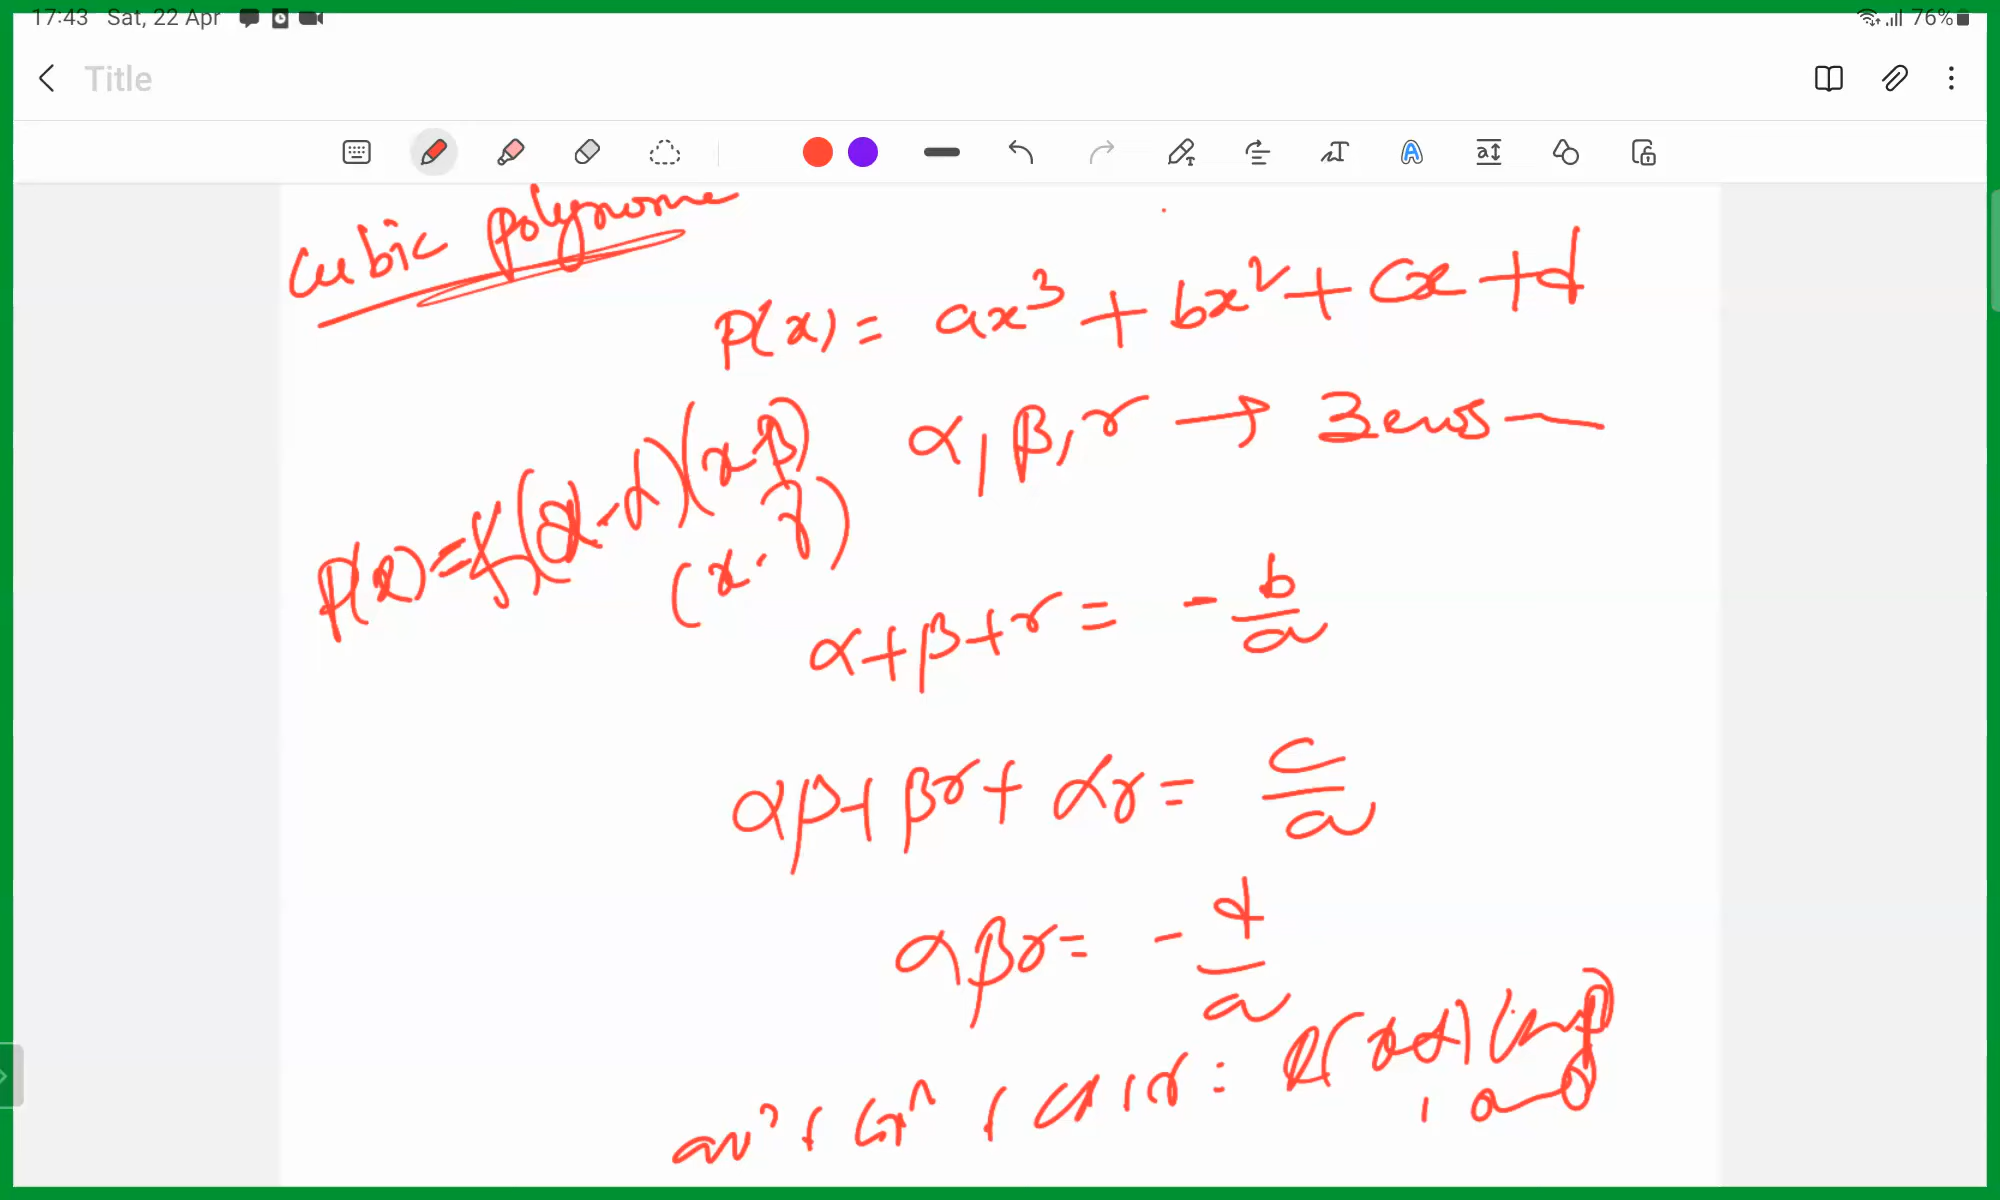 17:43 Sat, 22 Apr 76%
Title
Cubic polynome
P(x) = ax³ + bx² + cx + d
α, β, γ → Zeros
P(x) = k(x-α)(x-β)
(x-γ)
α+β+γ = - b/a
αβ+βγ+αγ = c/a
αβγ = - d/a